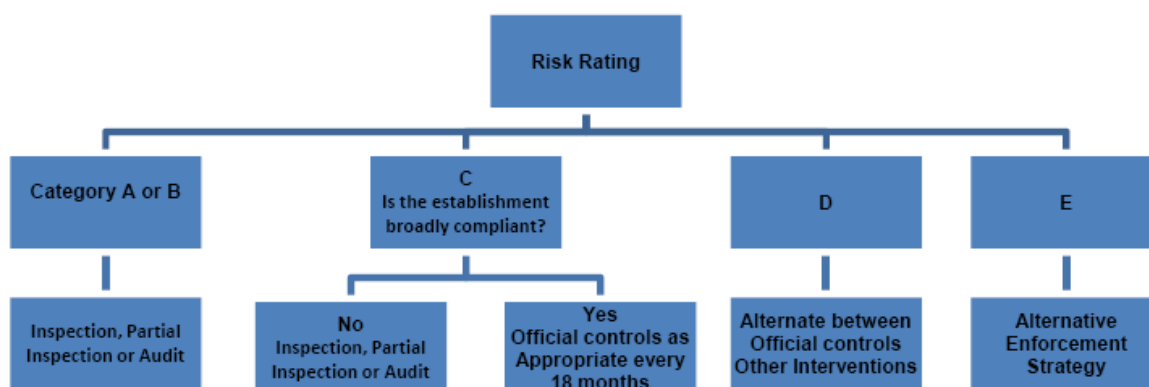 Risk Rating
Category A or B
C
Is the establishment
broadly compliant?
D
E
Inspection, Partial
Inspection or Audit
No
Inspection, Partial
Inspection or Audit
Yes
Official controls as
Appropriate every
18 months
Alternate between
Official controls
Other Interventions
Alternative
Enforcement
Strategy